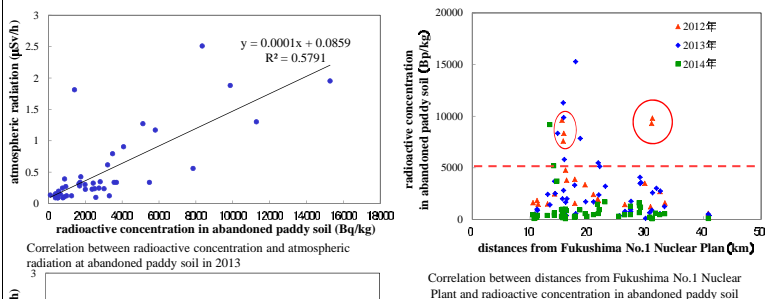 3
2.5
2
1.5
1
0.5
0
atmospheric radiation (μSv/h)
y = 0.0001x + 0.0859
R² = 0.5791
0 2000 4000 6000 8000 10000 12000 14000 16000 18000
radioactive concentration in abandoned paddy soil (Bq/kg)
Correlation between radioactive concentration and atmospheric
radiation at abandoned paddy soil in 2013
3
20000
15000
10000
5000
0
radioactive concentration
in abandoned paddy soil (Bp/kg)
2012年
2013年
2014年
0 10 20 30 40 50
distances from Fukushima No.1 Nuclear Plan (km)
Correlation between distances from Fukushima No.1 Nuclear
Plant and radioactive concentration in abandoned paddy soil